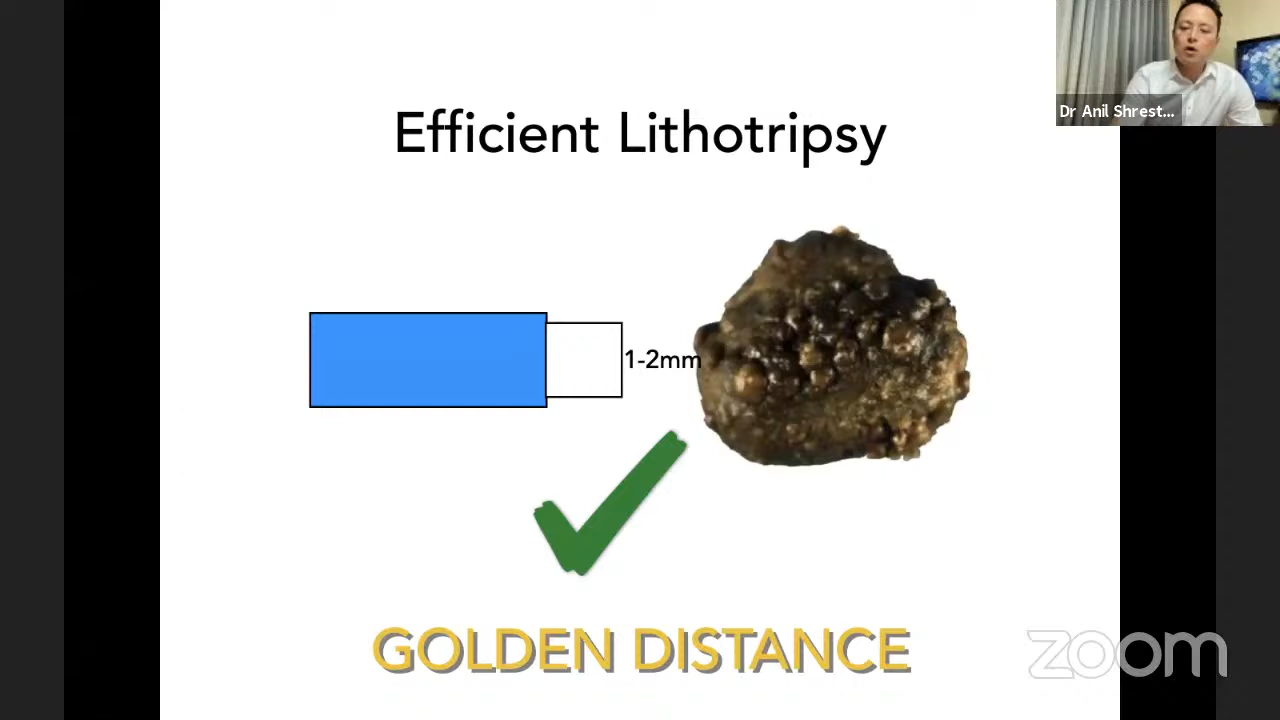 Dr Anil Shrest...
Efficient Lithotripsy
1-2mm
GOLDEN DISTANCE
zoom